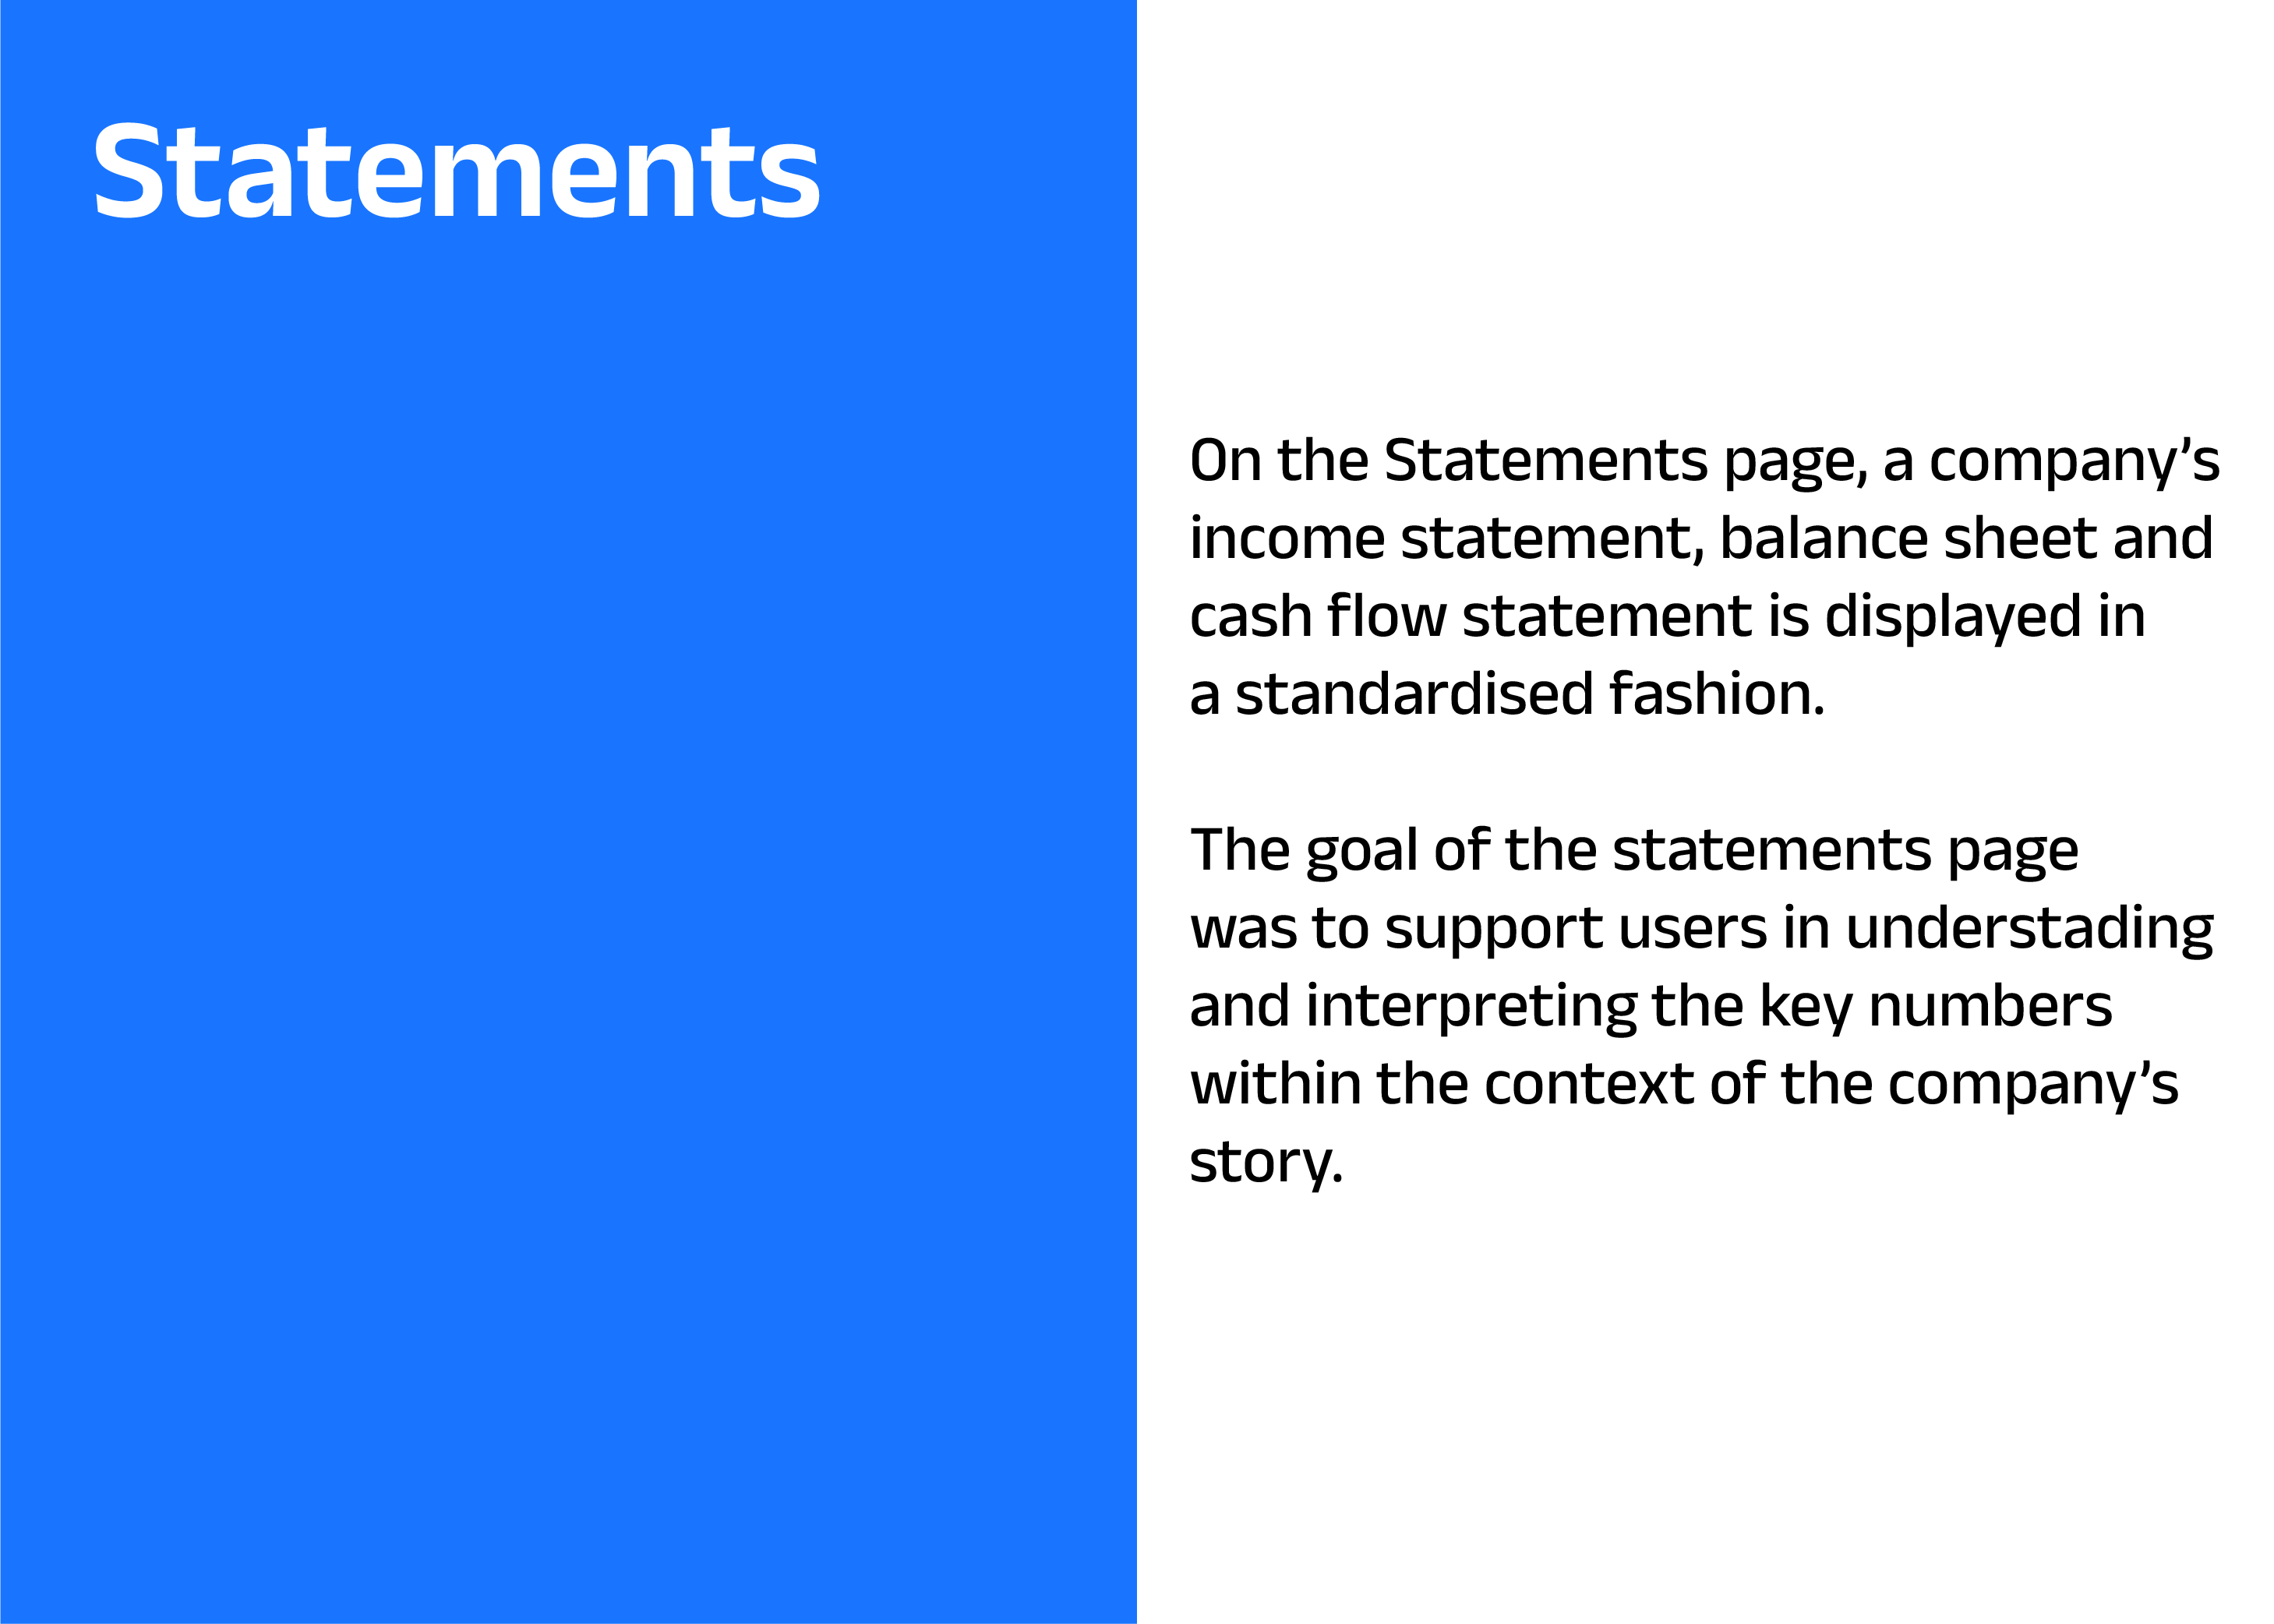 Statements
On the Statements page, a company’s
income statement, balance sheet and
cash flow statement is displayed in
a standardised fashion.
The goal of the statements page
was to support users in understading
and interpreting the key numbers
within the context of the company’s
story.